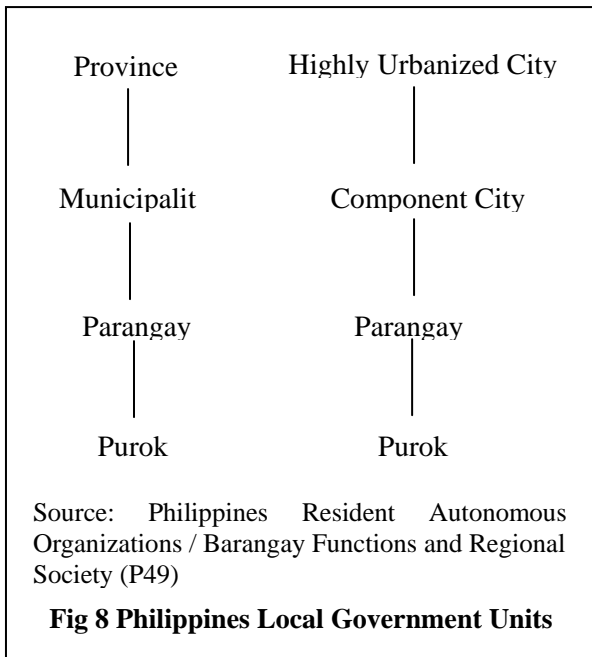 Province Highly Urbanized City
Municipalit Component City
Parangay Parangay
Purok Purok
Source: Philippines Resident Autonomous
Organizations / Barangay Functions and Regional
Society (P49)
Fig 8 Philippines Local Government Units